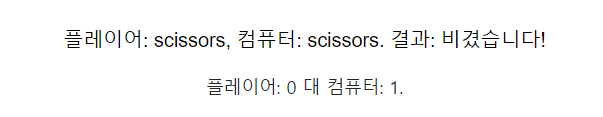 플레이어: scissors, 컴퓨터: scissors. 결과: 비겼습니다!
플레이어: 0 대 컴퓨터: 1.